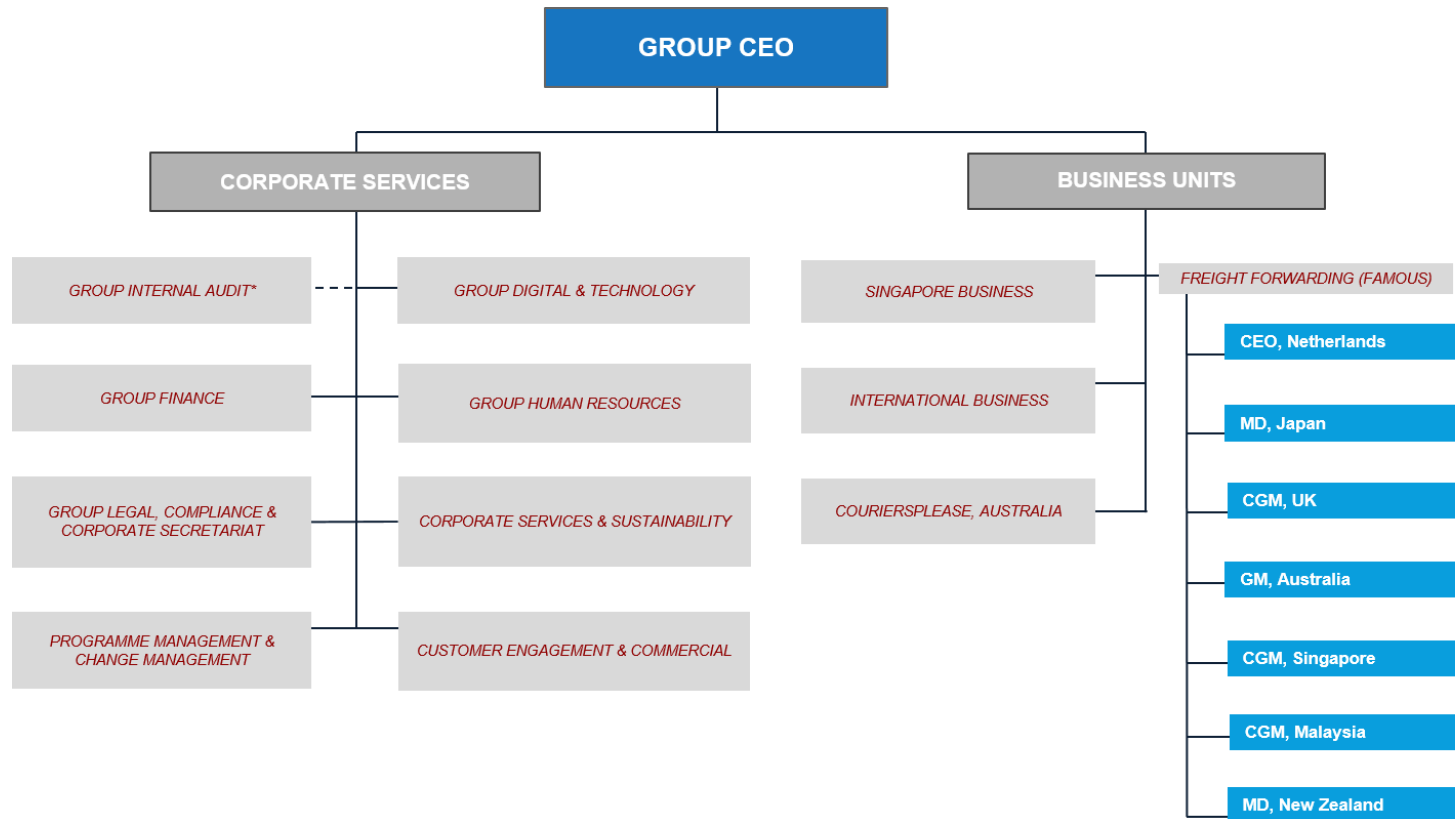 GROUP CEO
CORPORATE SERVICES
BUSINESS UNITS
GROUP INTERNAL AUDIT*
GROUP DIGITAL & TECHNOLOGY
GROUP FINANCE
GROUP HUMAN RESOURCES
GROUP LEGAL, COMPLIANCE &
CORPORATE SECRETARIAT
CORPORATE SERVICES & SUSTAINABILITY
PROGRAMME MANAGEMENT &
CHANGE MANAGEMENT
CUSTOMER ENGAGEMENT & COMMERCIAL
SINGAPORE BUSINESS
INTERNATIONAL BUSINESS
COURIERSPLEASE, AUSTRALIA
FREIGHT FORWARDING (FAMOUS)
CEO, Netherlands
MD, Japan
CGM, UK
GM, Australia
CGM, Singapore
CGM, Malaysia
MD, New Zealand